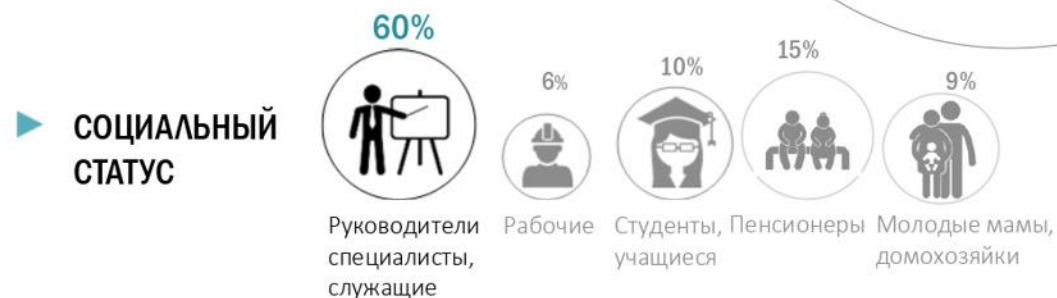 60%
6%
10%
15%
9%
СОЦИАЛЬНЫЙ
СТАТУС
Руководители
специалисты,
служащие
Рабочие
Студенты,
учащиеся
Пенсионеры
Молодые мамы,
домохозяйки